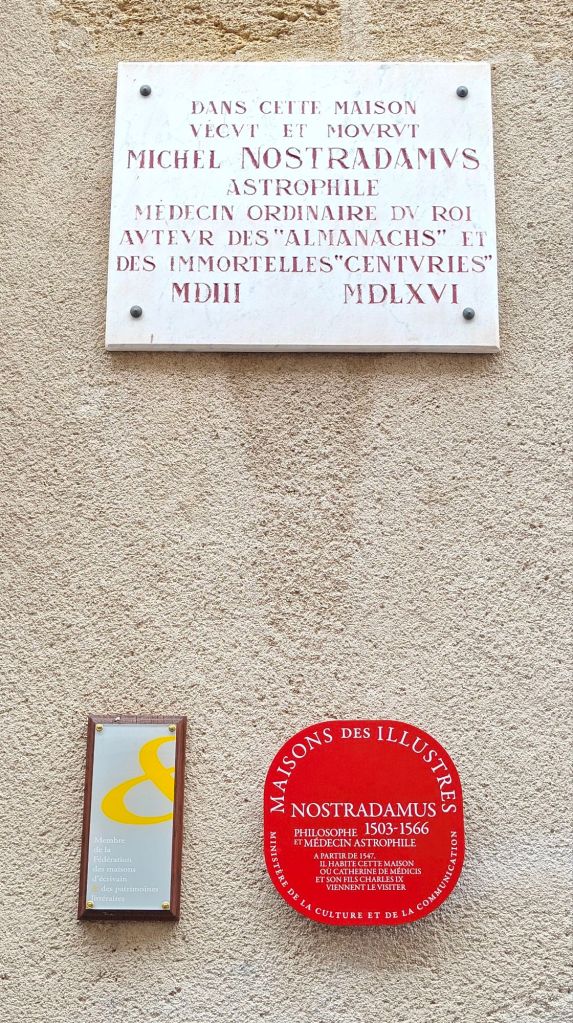 DANS CETTE MAISON
VECVT ET MOVRVT
MICHEL NOSTRADAMVS
ASTROPHILE
MÉDECIN ORDINAIRE DV ROI
AVTEVR DES "ALMANACHS" ET
DES IMMORTELLES "CENTVRIES"
MDIII MDLXVI
&
Membre
de la
Fédération
des maisons
d'écrivain
& des patrimoines
littéraires
MAISONS DES ILLUSTRES
NOSTRADAMUS
PHILOSOPHE 1503-1566
ET MÉDECIN ASTROPHILE
A PARTIR DE 1547,
IL HABITE CETTE MAISON
OÙ CATHERINE DE MÉDICIS
ET SON FILS CHARLES IX
VIENNENT LE VISITER
MINISTÈRE DE LA CULTURE ET DE LA COMMUNICATION